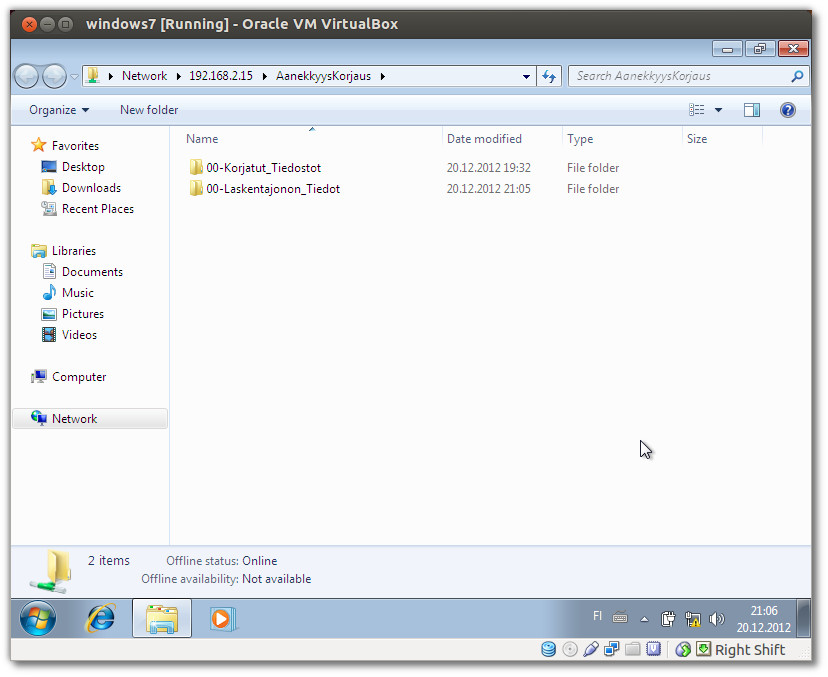 windows7 [Running] - Oracle VM VirtualBox
Network 192.168.2.15 AanekkyysKorjaus
Search AanekkyysKorjaus
Organize New folder
Name Date modified Type Size
Favorites
Desktop
Downloads
Recent Places
Libraries
Documents
Music
Pictures
Videos
Computer
Network
00-Korjatut_Tiedostot 20.12.2012 19:32 File folder
00-Laskentajonon_Tiedot 20.12.2012 21:05 File folder
2 items Offline status: Online
Offline availability: Not available
FI
21:06
20.12.2012
Right Shift